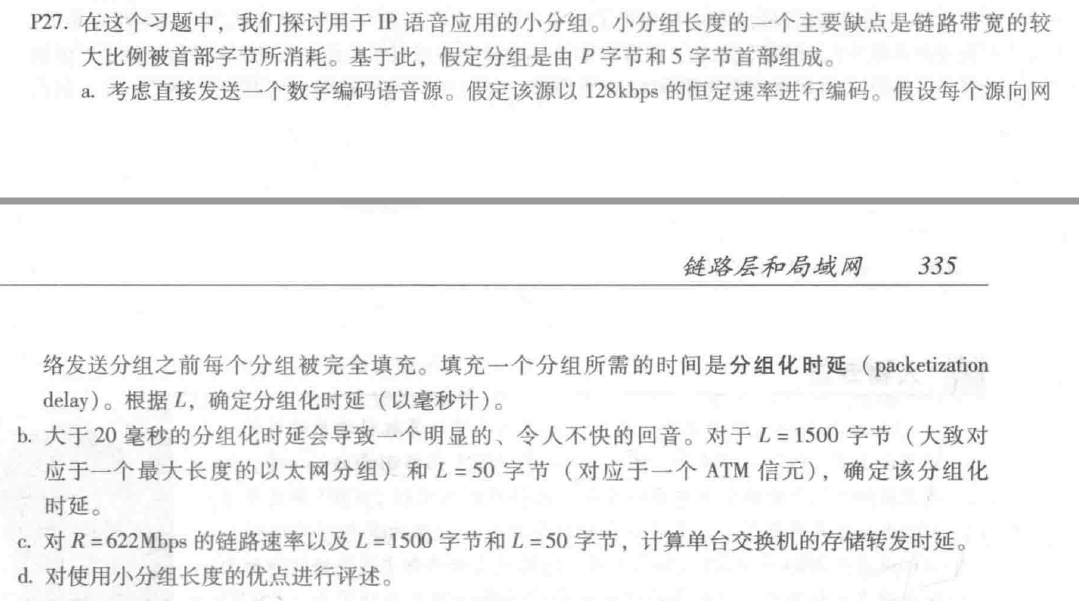 P27. 在这个习题中，我们探讨用于 IP 语音应用的小分组。小分组长度的一个主要缺点是链路带宽的较
大比例被首部字节所消耗。基于此，假定分组是由 P 字节和 5 字节首部组成。
a. 考虑直接发送一个数字编码语音源。假定该源以 128kbps 的恒定速率进行编码。假设每个源向网
链路层和局域网 335
络发送分组之前每个分组被完全填充。填充一个分组所需的时间是分组化时延（packetization
delay）。根据 L，确定分组化时延（以毫秒计）。
b. 大于 20 毫秒的分组化时延会导致一个明显的、令人不快的回音。对于 L = 1500 字节（大致对
应于一个最大长度的以太网分组）和 L = 50 字节（对应于一个 ATM 信元），确定该分组化
时延。
c. 对 R = 622Mbps 的链路速率以及 L = 1500 字节和 L = 50 字节，计算单台交换机的存储转发时延。
d. 对使用小分组长度的优点进行评述。